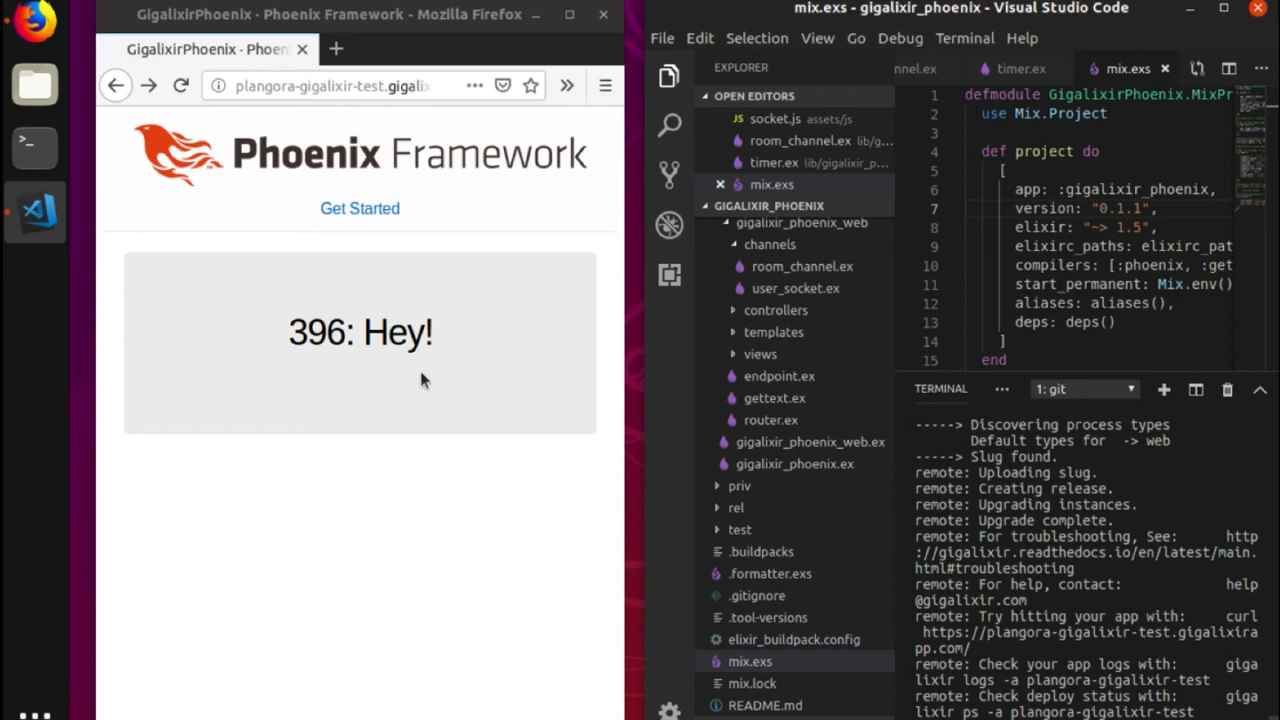 GigalixirPhoenix · Phoenix Framework - Mozilla Firefox
GigalixirPhoenix · Phoen
plangora-gigalixir-test.gigalix
Phoenix Framework
Get Started
396: Hey!
mix.exs - gigalixir_phoenix - Visual Studio Code
File Edit Selection View Go Debug Terminal Help
EXPLORER
OPEN EDITORS
JS socket.js assets/js
room_channel.ex lib/g...
timer.ex lib/gigalixir_p...
mix.exs
GIGALIXIR_PHOENIX
gigalixir_phoenix_web
channels
room_channel.ex
user_socket.ex
controllers
templates
views
endpoint.ex
gettext.ex
router.ex
gigalixir_phoenix_web.ex
gigalixir_phoenix.ex
priv
rel
test
.buildpacks
.formatter.exs
.gitignore
.tool-versions
elixir_buildpack.config
mix.exs
mix.lock
README.md
nnel.ex timer.ex mix.exs
1 defmodule GigalixirPhoenix.MixPr
2 use Mix.Project
3
4 def project do
5 [
6 app: :gigalixir_phoenix,
7 version: "0.1.1",
8 elixir: "~> 1.5",
9 elixirc_paths: elixirc_pat
10 compilers: [:phoenix, :get
11 start_permanent: Mix.env()
12 aliases: aliases(),
13 deps: deps()
14 ]
15 end
TERMINAL ... 1: git
-----> Discovering process types
Default types for -> web
-----> Slug found.
remote: Uploading slug.
remote: Creating release.
remote: Upgrading instances.
remote: Upgrade complete.
remote: For troubleshooting, See: http
://gigalixir.readthedocs.io/en/latest/main.
html#troubleshooting
remote: For help, contact: help
@gigalixir.com
remote: Try hitting your app with: curl
https://plangora-gigalixir-test.gigalixira
pp.com/
remote: Check your app logs with: giga
lixir logs -a plangora-gigalixir-test
remote: Check deploy status with: giga
lixir ps -a plangora-gigalixir-test